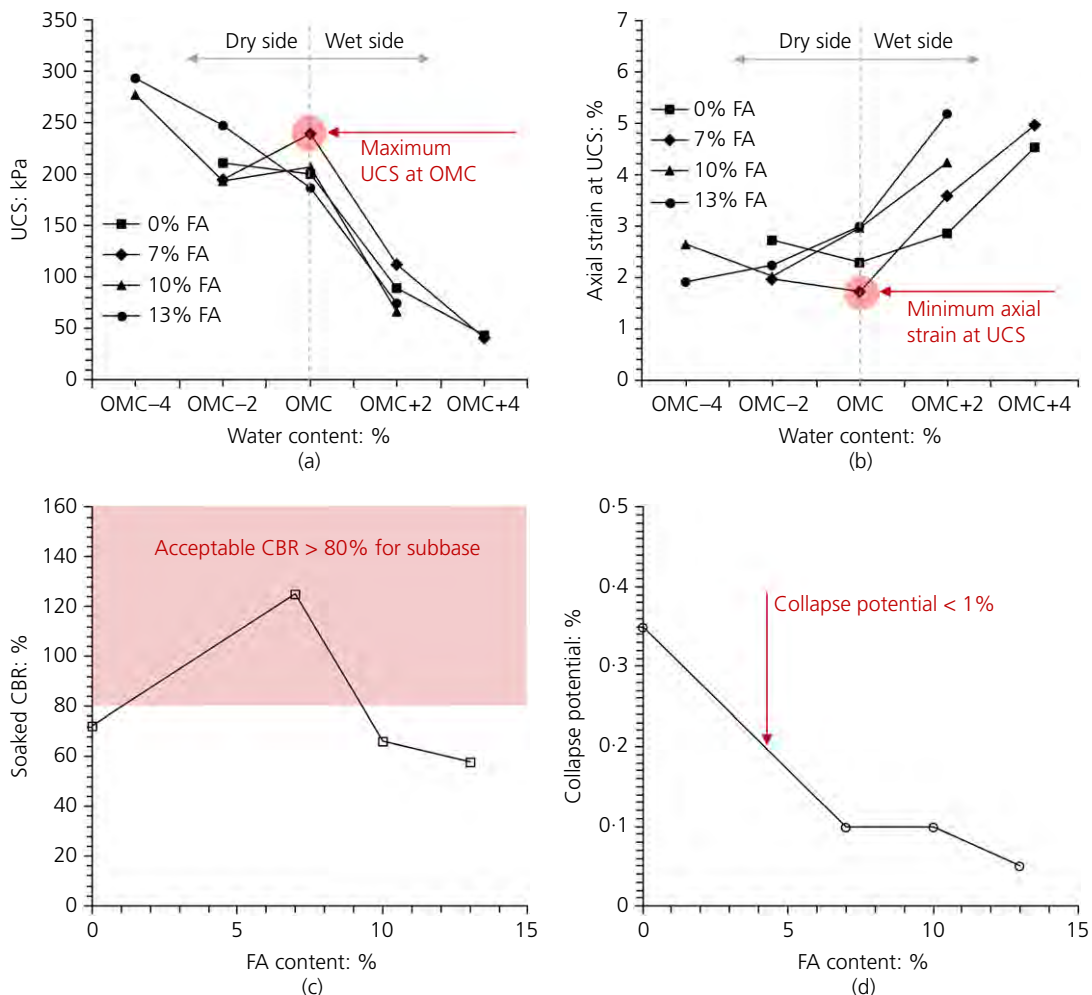 350
300
250
200
150
100
50
0
UCS: kPa
Dry side
Wet side
Maximum
UCS at OMC
0% FA
7% FA
10% FA
13% FA
OMC–4
OMC–2
OMC
OMC+2
OMC+4
Water content: %
(a)
7
6
5
4
3
2
1
0
Axial strain at UCS: %
Dry side
Wet side
0% FA
7% FA
10% FA
13% FA
Minimum axial
strain at UCS
OMC–4
OMC–2
OMC
OMC+2
OMC+4
Water content: %
(b)
160
140
120
100
80
60
40
20
0
Soaked CBR: %
Acceptable CBR > 80% for subbase
0
5
10
15
FA content: %
(c)
0·5
0·4
0·3
0·2
0·1
0
Collapse potential: %
Collapse potential < 1%
0
5
10
15
FA content: %
(d)